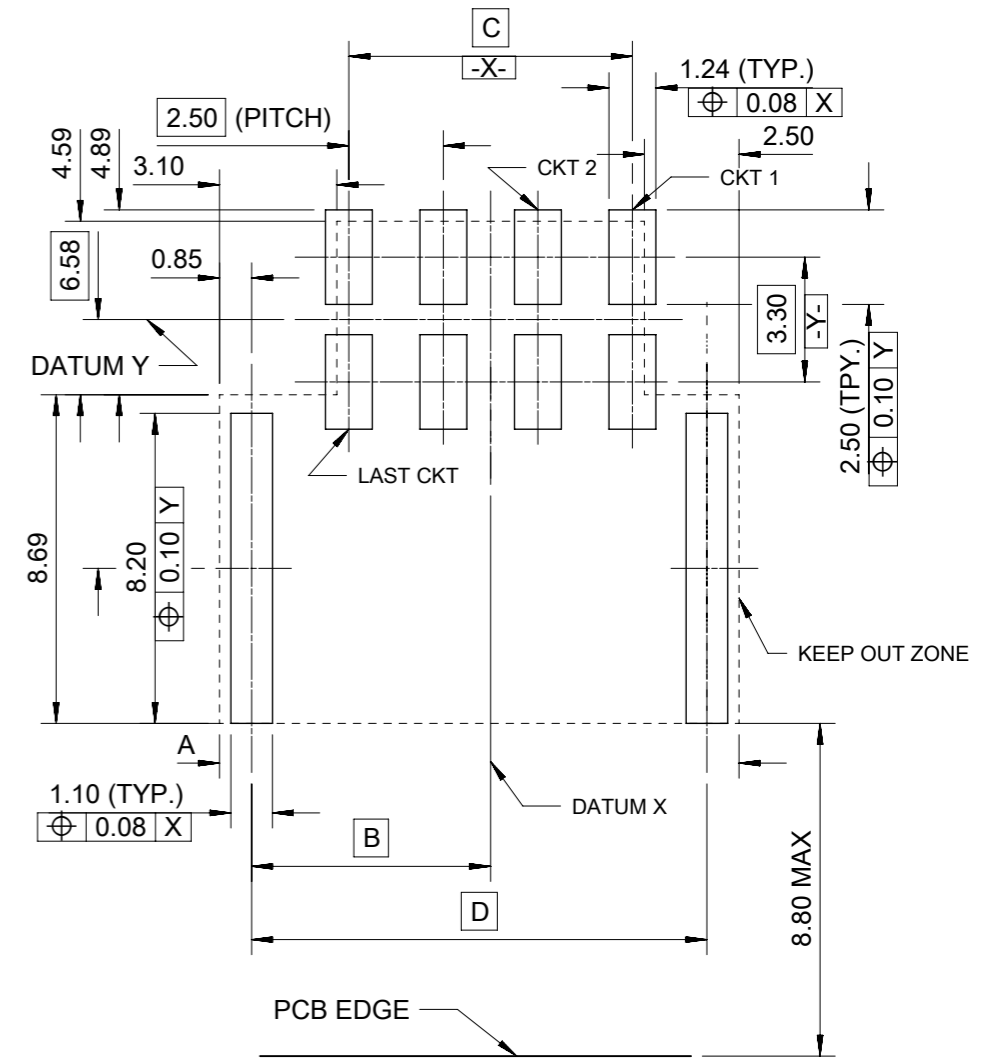 C
-X-
1.24 (TYP.)
⌖ 0.08 X
2.50 (PITCH)
2.50
4.59
4.89
3.10
CKT 2
CKT 1
6.58
0.85
3.30
-Y-
DATUM Y
2.50 (TPY.)
⌖ 0.10 Y
LAST CKT
8.69
8.20
⌖ 0.10 Y
KEEP OUT ZONE
A
1.10 (TYP.)
⌖ 0.08 X
DATUM X
B
8.80 MAX
D
PCB EDGE